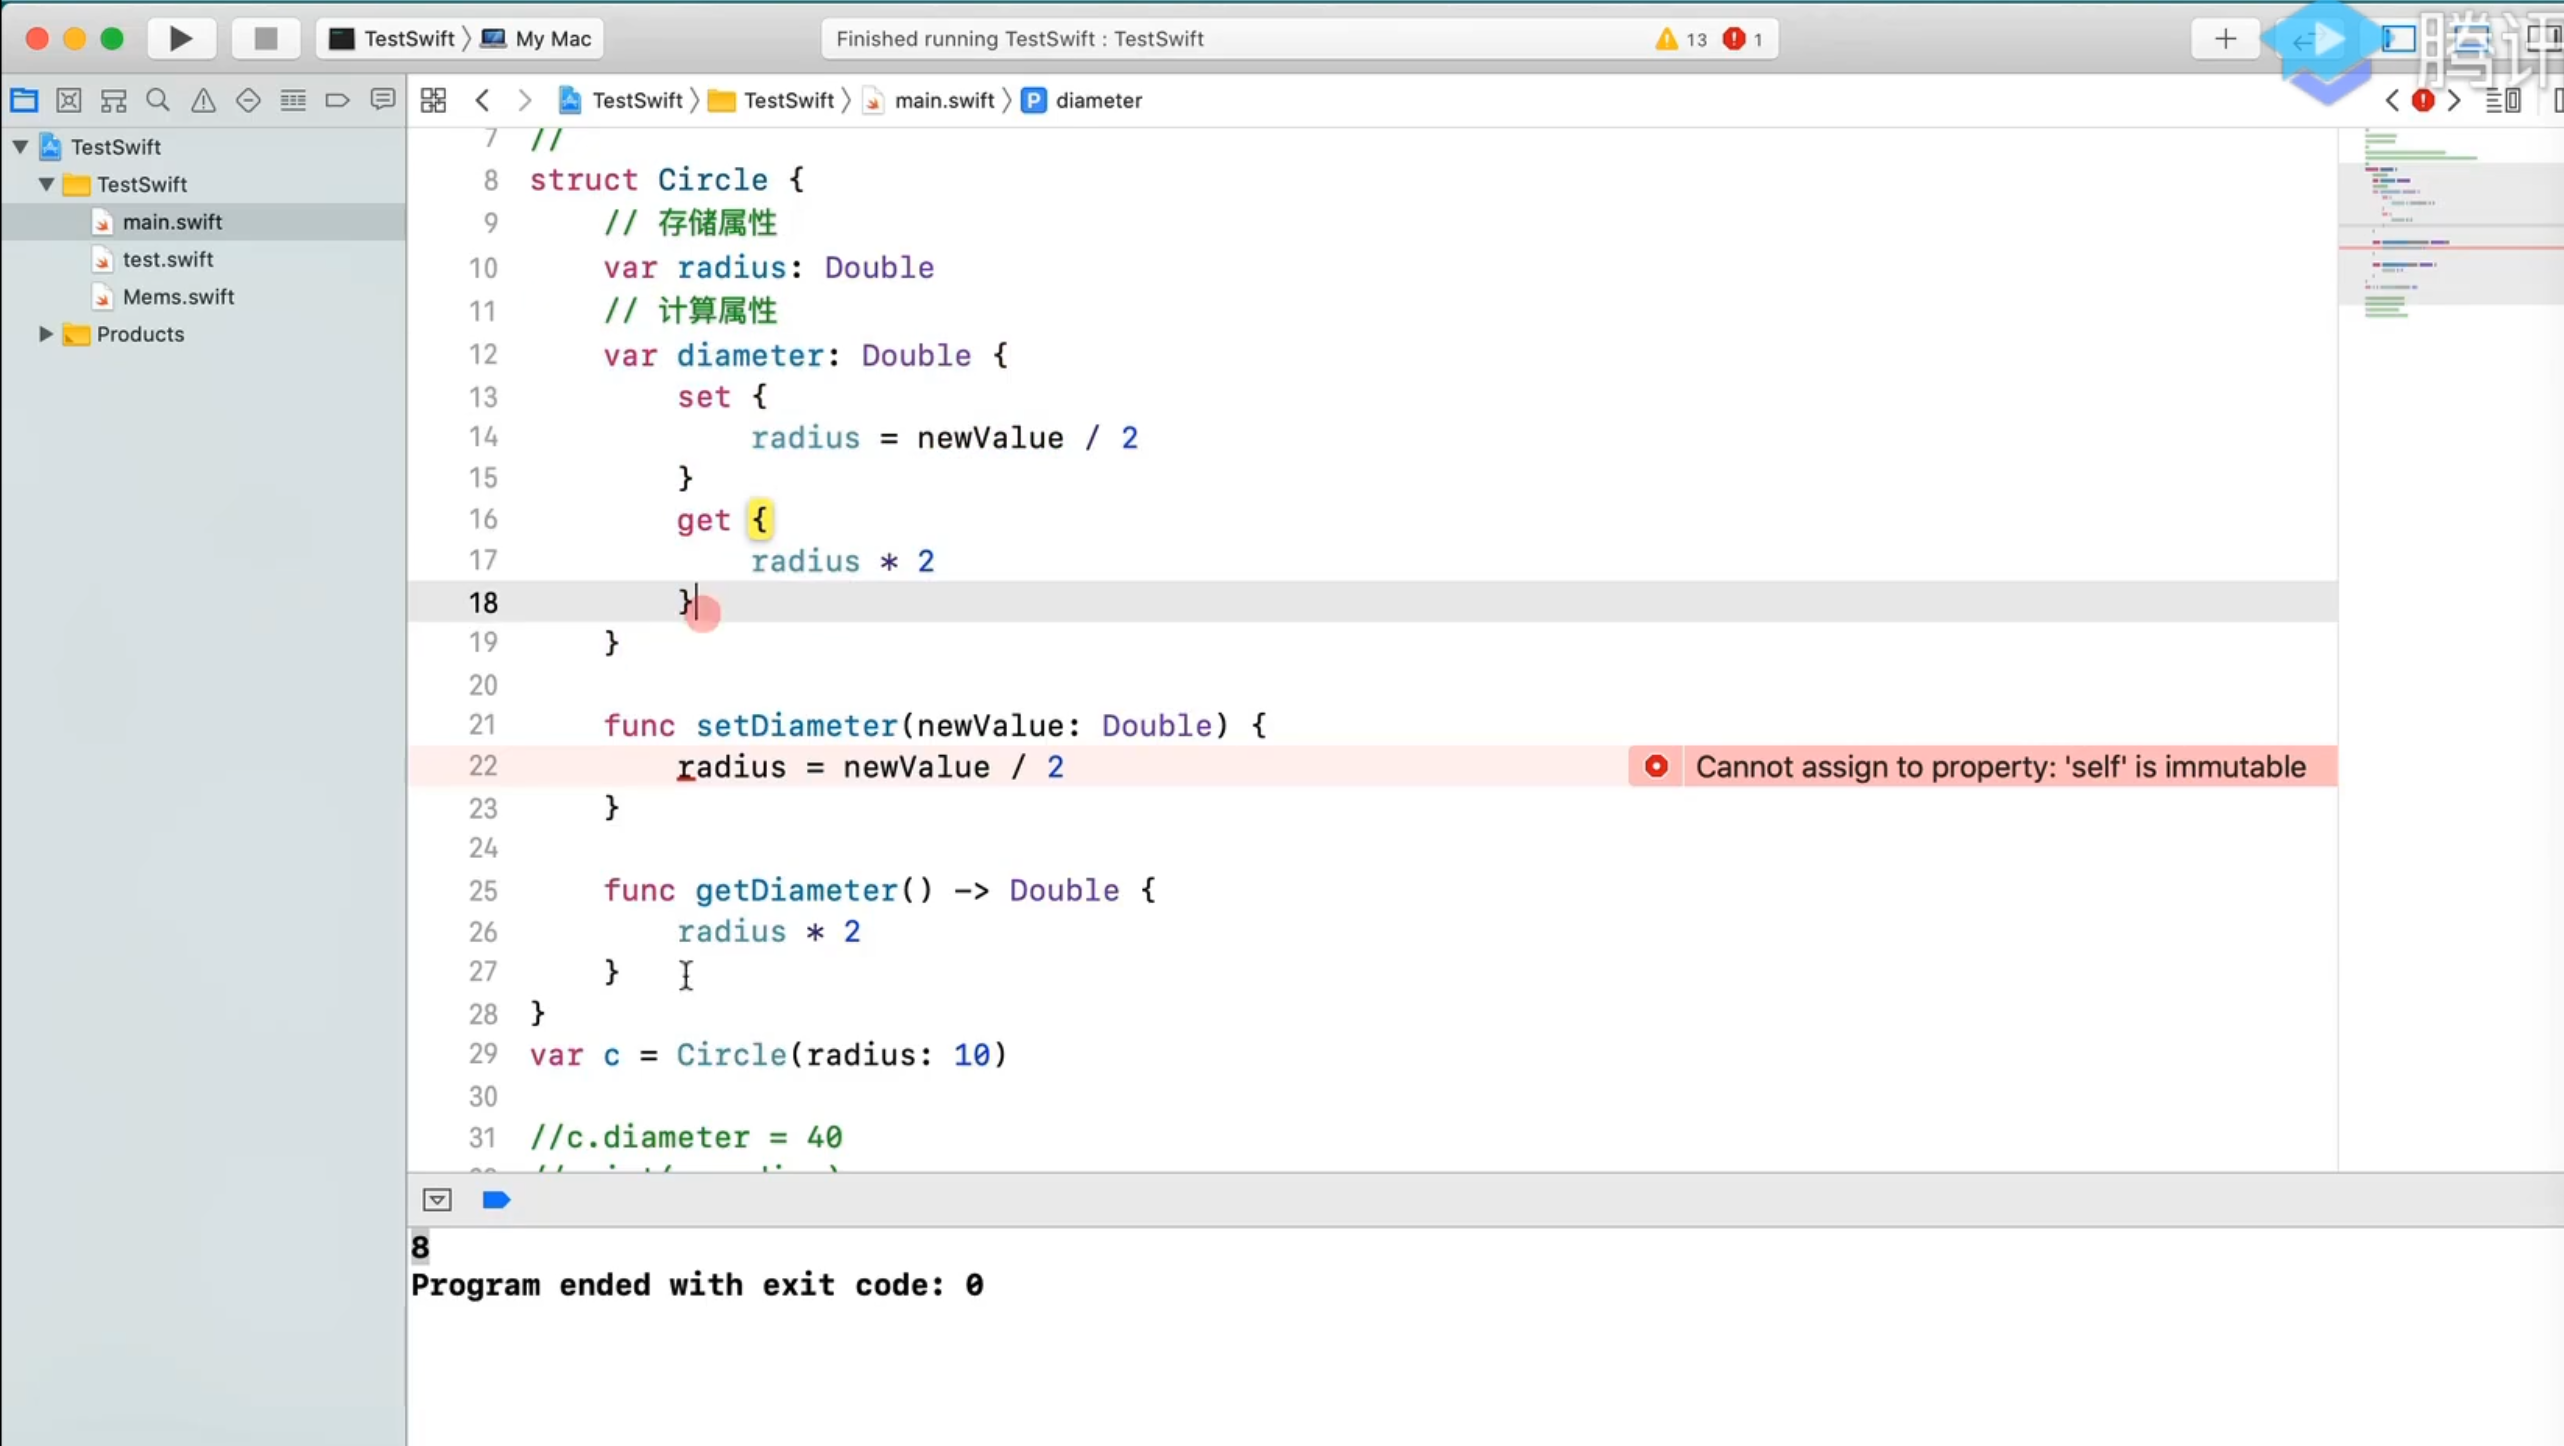 TestSwift 〉 My Mac
Finished running TestSwift : TestSwift
13
1
腾
TestSwift 〉 TestSwift 〉 main.swift 〉 P diameter
TestSwift
TestSwift
main.swift
test.swift
Mems.swift
Products
7 //
8 struct Circle {
9 // 存储属性
10 var radius: Double
11 // 计算属性
12 var diameter: Double {
13 set {
14 radius = newValue / 2
15 }
16 get {
17 radius * 2
18 }
19 }
20
21 func setDiameter(newValue: Double) {
22 radius = newValue / 2 Cannot assign to property: 'self' is immutable
23 }
24
25 func getDiameter() -> Double {
26 radius * 2
27 }
28 }
29 var c = Circle(radius: 10)
30
31 //c.diameter = 40
8
Program ended with exit code: 0